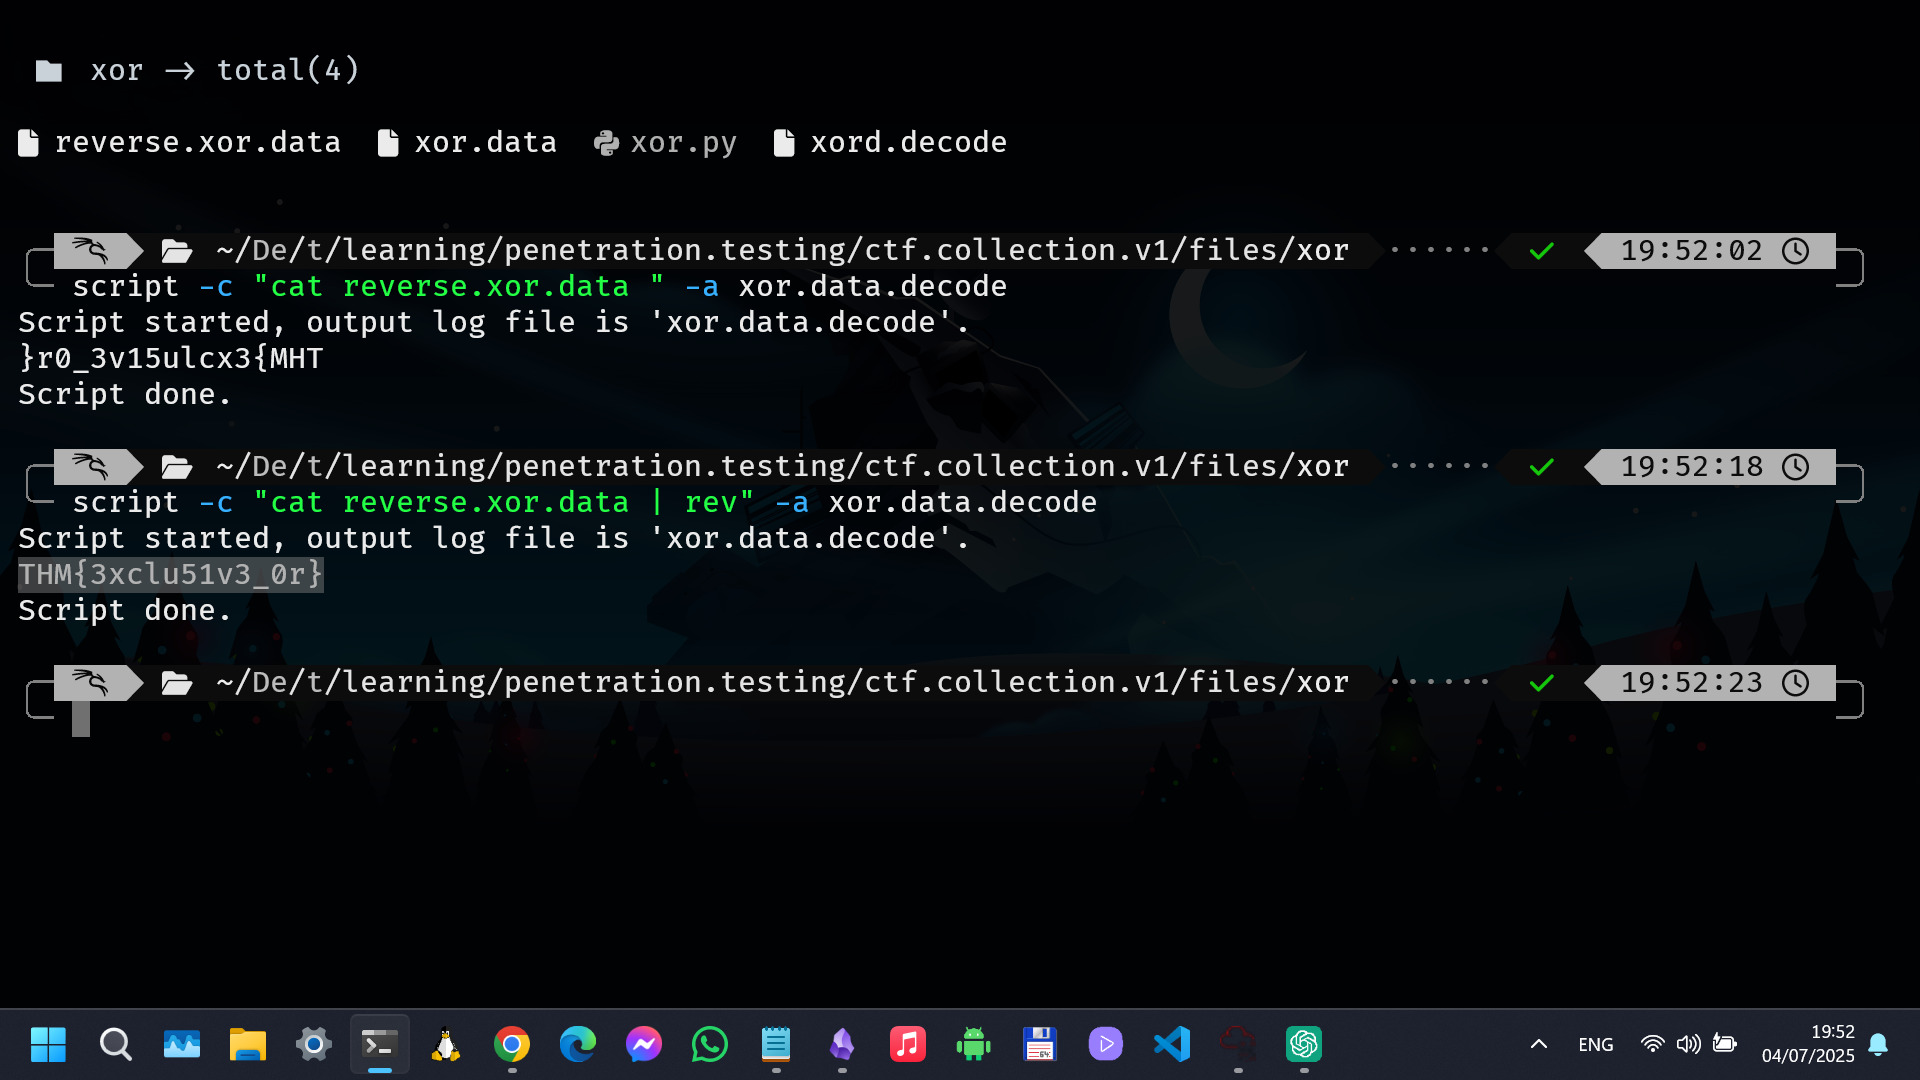 xor → total(4)
reverse.xor.data xor.data xor.py xord.decode
~/De/t/learning/penetration.testing/ctf.collection.v1/files/xor ······ ✓ 19:52:02
script -c "cat reverse.xor.data " -a xor.data.decode
Script started, output log file is 'xor.data.decode'.
}r0_3v15ulcx3{MHT
Script done.
~/De/t/learning/penetration.testing/ctf.collection.v1/files/xor ······ ✓ 19:52:18
script -c "cat reverse.xor.data | rev" -a xor.data.decode
Script started, output log file is 'xor.data.decode'.
THM{3xclu51v3_0r}
Script done.
~/De/t/learning/penetration.testing/ctf.collection.v1/files/xor ······ ✓ 19:52:23
64
ENG
19:52
04/07/2025